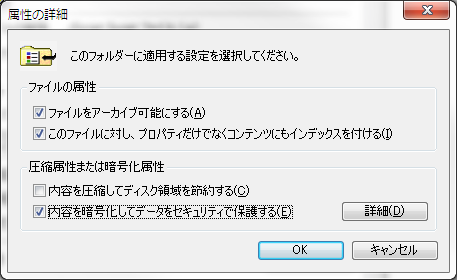 属性の詳細
このフォルダーに適用する設定を選択してください。
ファイルの属性
ファイルをアーカイブ可能にする(A)
このファイルに対し、プロパティだけでなくコンテンツにもインデックスを付ける(I)
圧縮属性または暗号化属性
内容を圧縮してディスク領域を節約する(C)
内容を暗号化してデータをセキュリティで保護する(E)
詳細(D)
OK
キャンセル